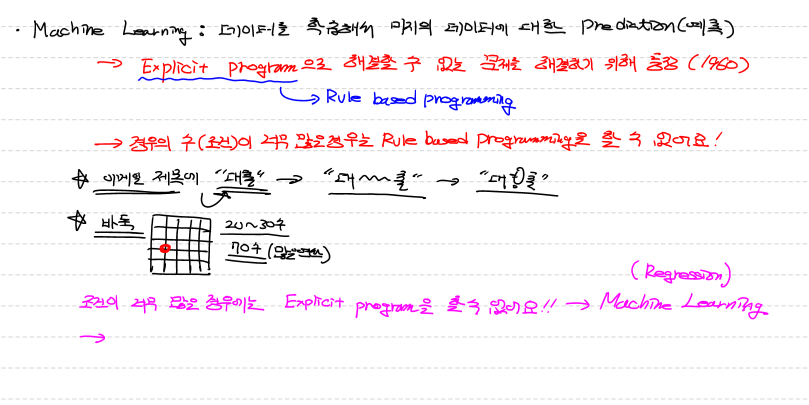 · Machine Learning : 데이터를 학습해서 미지의 데이터에 대한 Prediction(예측)
→ Explicit program으로 해결할 수 없는 문제를 해결하기 위해 등장 (1960)
→ Rule based programming
→ 경우의 수(조건)이 너무 많은경우는 Rule based Programming을 할 수 없어요!
☆ 이메일 제목에 "대출" → "대~~출" → "대앙출"
☆ 바둑 20~30수
70수 (많을때는)
(Regression)
조건이 너무 많은 경우에는 Explicit program을 할 수 없어요!! → Machine Learning
→